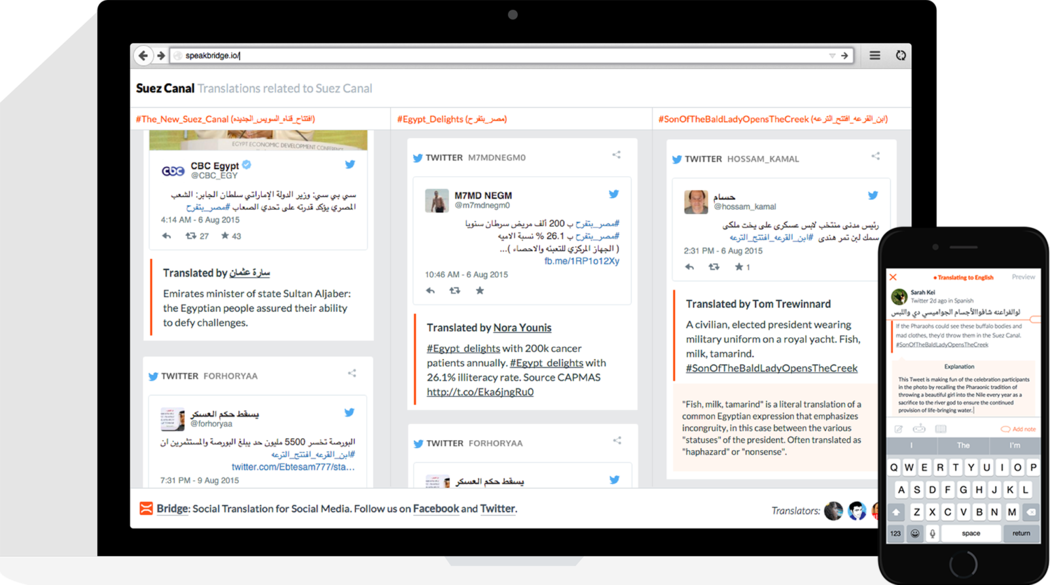 speakbridge.io/
Suez Canal Translations related to Suez Canal
#The_New_Suez_Canal (افتتاح_قناه_السويس_الجديده#)
ECONOMIC DEVELOPMENT CONFERENCE
CBC Egypt
@CBC_EGY
سي بي سي: وزير الدولة الإماراتي سلطان الجابر: الشعب
المصري يؤكد قدرته على تحدي الصعاب #مصر_بتفرح
4:14 AM - 6 Aug 2015
27 43
Translated by سارة عثمان
Emirates minister of state Sultan Aljaber:
the Egyptian people assured their ability
to defy challenges.
TWITTER FORHORYAA
يسقط حكم العسكر
@forhoryaa
البورصة تخسر 5500 مليون حد يبلغ البورصة والمستثمرين ان
#ابن_القرعه_افتتح_الترعه
twitter.com/Ebtesam777/sta...
7:31 PM - 9 Aug 2015
#Egypt_Delights (مصر_بتفرح#)
TWITTER M7MDNEGM0
M7MD NEGM
@m7mdnegm0
#مصر_بتفرح ب 200 ألف مريض سرطان سنويا
#مصر_بتفرح ب 26.1 % نسبة الاميه
( الجهاز المركزي للتعبئه والاحصاء )...
fb.me/1RP1o12Xy
10:46 AM - 6 Aug 2015
Translated by Nora Younis
#Egypt_delights with 200k cancer
patients annually. #Egypt_delights with
26.1% illiteracy rate. Source CAPMAS
http://t.co/Eka6jngRu0
TWITTER FORHORYAA
يسقط حكم العسكر
#SonOfTheBaldLadyOpensTheCreek (ابن_القرعه_افتتح_الترعه#)
TWITTER HOSSAM_KAMAL
حسام
@hossam_kamal
رئيس مدنى منتخب لابس عسكرى على يخت ملكى
سمك لبن تمر هندى #ابن_القرعه_افتتح_الترعه
2:31 PM - 6 Aug 2015
1
Translated by Tom Trewinnard
A civilian, elected president wearing
military uniform on a royal yacht. Fish,
milk, tamarind.
#SonOfTheBaldLadyOpensTheCreek
"Fish, milk, tamarind" is a literal translation of a
common Egyptian expression that emphasizes
incongruity, in this case between the various
"statuses" of the president. Often translated as
"haphazard" or "nonsense".
Bridge: Social Translation for Social Media. Follow us on Facebook and Twitter.
Translators:
Translating to English Preview
Sarah Kei
Twitter 2d ago in Spanish
لوالفراعنه شافواالأجسام الجواميسي دي واللبس
If the Pharaohs could see these buffalo bodies and
mad clothes, they'd throw them in the Suez Canal.
#SonOfTheBaldLadyOpensTheCreek
Explanation
This Tweet is making fun of the celebration participants
in the photo by recalling the Pharaonic tradition of
throwing a beautiful girl into the Nile every year as a
sacrifice to the river god to ensure the continued
provision of life-bringing water.
Add note
I The I'm
Q W E R T Y U I O P
A S D F G H J K L
Z X C V B N M
123 space return